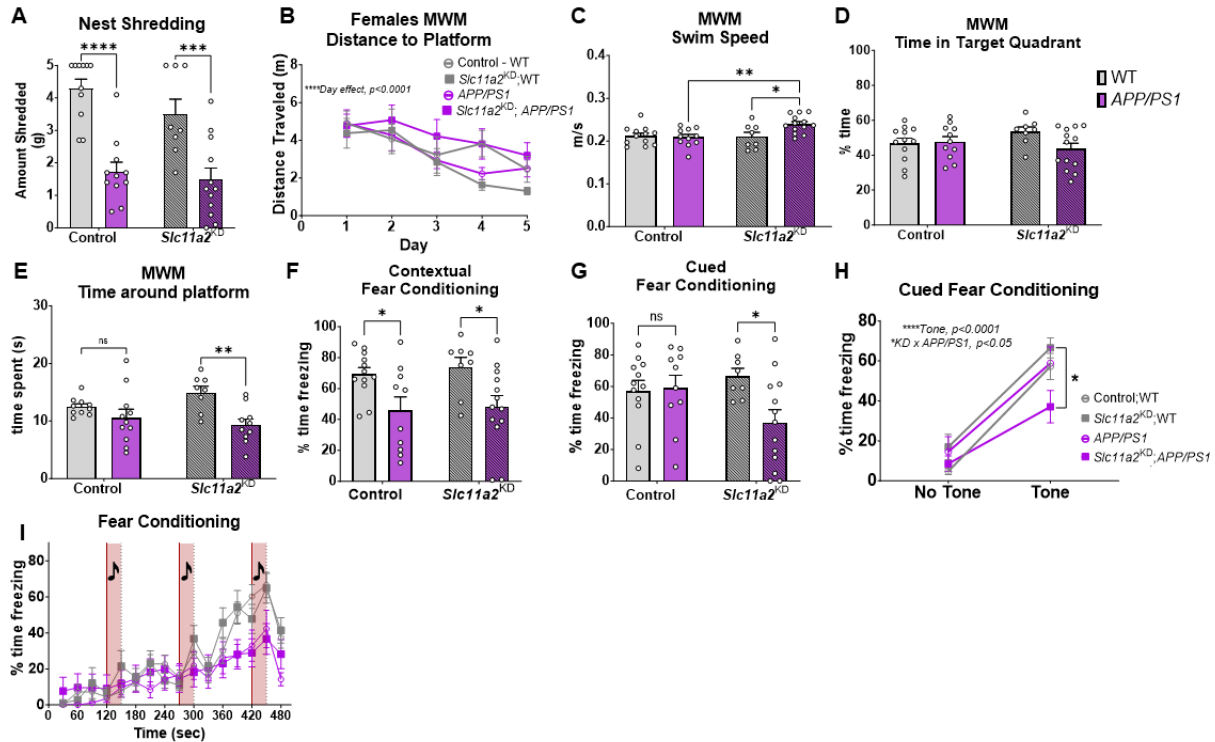 A
Nest Shredding
**** ***
Amount Shredded
(g)
5
4
3
2
1
0
Control Slc11a2KD
B
Females MWM
Distance to Platform
****Day effect, p<0.0001
Control - WT
Slc11a2KD;WT
APP/PS1
Slc11a2KD; APP/PS1
Distance Traveled (m)
8
6
4
2
0
1 2 3 4 5
Day
C
MWM
Swim Speed
**
*
m/s
0.4
0.3
0.2
0.1
0.0
Control Slc11a2KD
D
MWM
Time in Target Quadrant
% time
100
80
60
40
20
0
Control Slc11a2KD
WT
APP/PS1
E
MWM
Time around platform
ns **
time spent (s)
30
20
10
0
Control Slc11a2KD
F
Contextual
Fear Conditioning
* *
% time freezing
100
80
60
40
20
0
Control Slc11a2KD
G
Cued
Fear Conditioning
ns *
% time freezing
100
80
60
40
20
0
Control Slc11a2KD
H
Cued Fear Conditioning
****Tone, p<0.0001
*KD x APP/PS1, p<0.05
*
Control;WT
Slc11a2KD;WT
APP/PS1
Slc11a2KD;APP/PS1
% time freezing
80
60
40
20
0
No Tone Tone
I
Fear Conditioning
% time freezing
80
60
40
20
0
0 60 120 180 240 300 360 420 480
Time (sec)